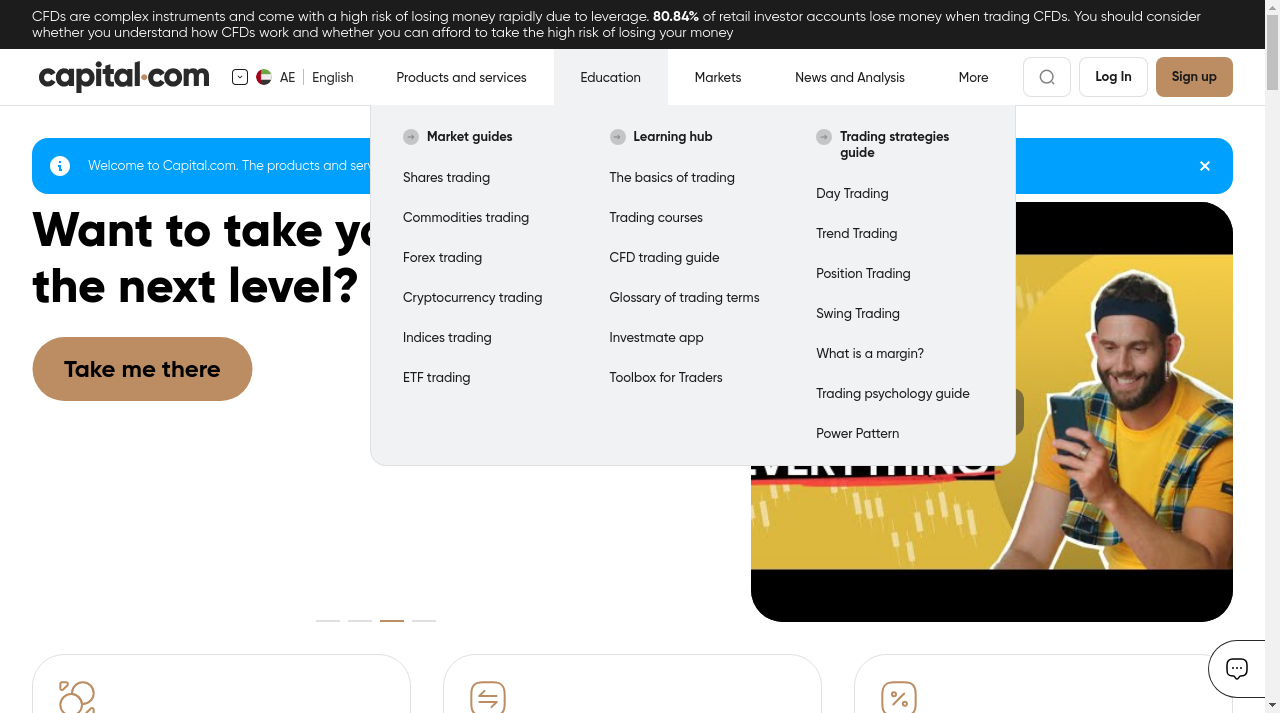 CFDs are complex instruments and come with a high risk of losing money rapidly due to leverage. 80.84% of retail investor accounts lose money when trading CFDs. You should consider
whether you understand how CFDs work and whether you can afford to take the high risk of losing your money
capital.com
AE
English
Products and services
Education
Markets
News and Analysis
More
Log In
Sign up
Market guides
Shares trading
Commodities trading
Forex trading
Cryptocurrency trading
Indices trading
ETF trading
Learning hub
The basics of trading
Trading courses
CFD trading guide
Glossary of trading terms
Investmate app
Toolbox for Traders
Trading strategies
guide
Day Trading
Trend Trading
Position Trading
Swing Trading
What is a margin?
Trading psychology guide
Power Pattern
Welcome to Capital.com. The products and
Want to take
the next level?
Take me there
EVERYTHING